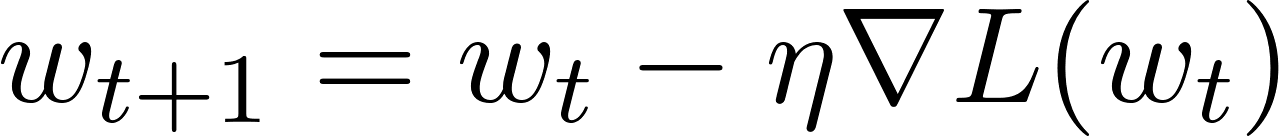 w_{t+1} = w_t − η∇L(w_t)